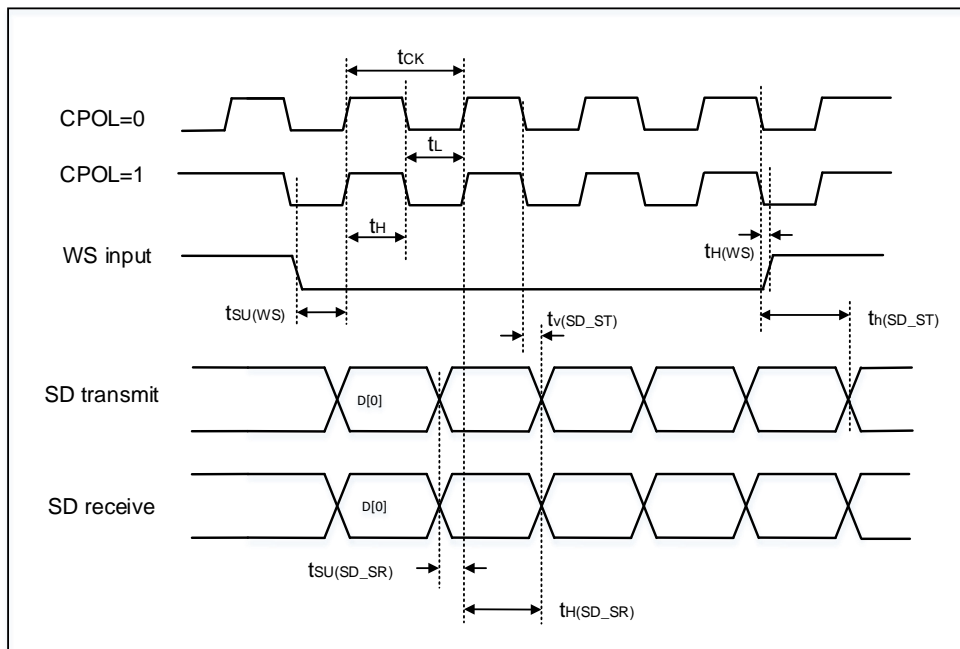 tCK
CPOL=0
tL
CPOL=1
tH
WS input
tH(WS)
tSU(WS)
tv(SD_ST)
th(SD_ST)
SD transmit
D[0]
SD receive
D[0]
tSU(SD_SR)
tH(SD_SR)